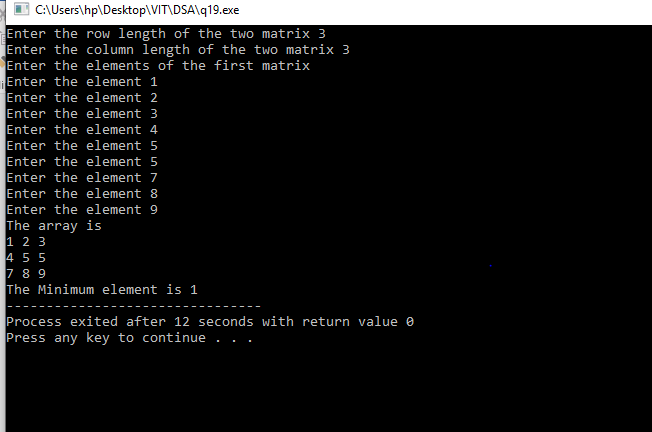 C:\Users\hp\Desktop\VIT\DSA\q19.exe
Enter the row length of the two matrix 3
Enter the column length of the two matrix 3
Enter the elements of the first matrix
Enter the element 1
Enter the element 2
Enter the element 3
Enter the element 4
Enter the element 5
Enter the element 5
Enter the element 7
Enter the element 8
Enter the element 9
The array is
1 2 3
4 5 5
7 8 9
The Minimum element is 1
--------------------------------
Process exited after 12 seconds with return value 0
Press any key to continue . . .